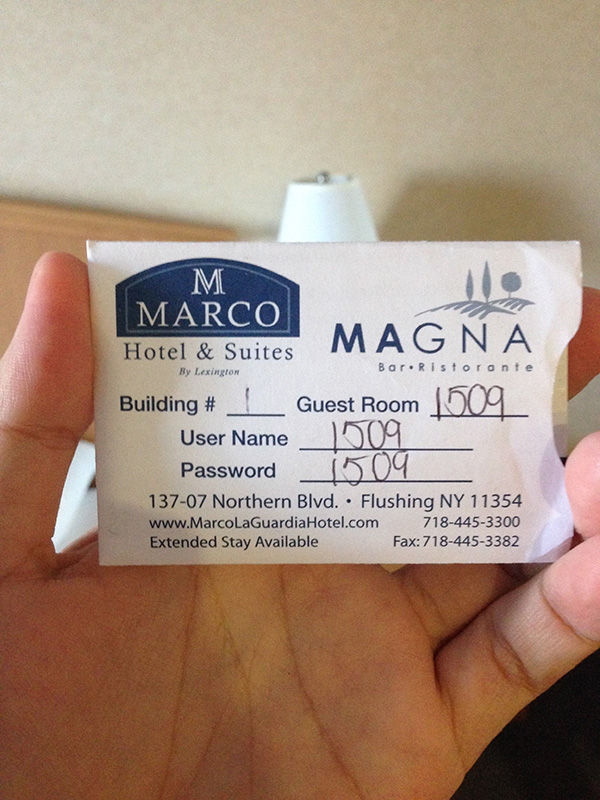 M
MARCO
Hotel & Suites
By Lexington
MAGNA
Bar•Ristorante
Building # 1 Guest Room 1509
User Name 1509
Password 1509
137-07 Northern Blvd. • Flushing NY 11354
www.MarcoLaGuardiaHotel.com 718-445-3300
Extended Stay Available Fax: 718-445-3382